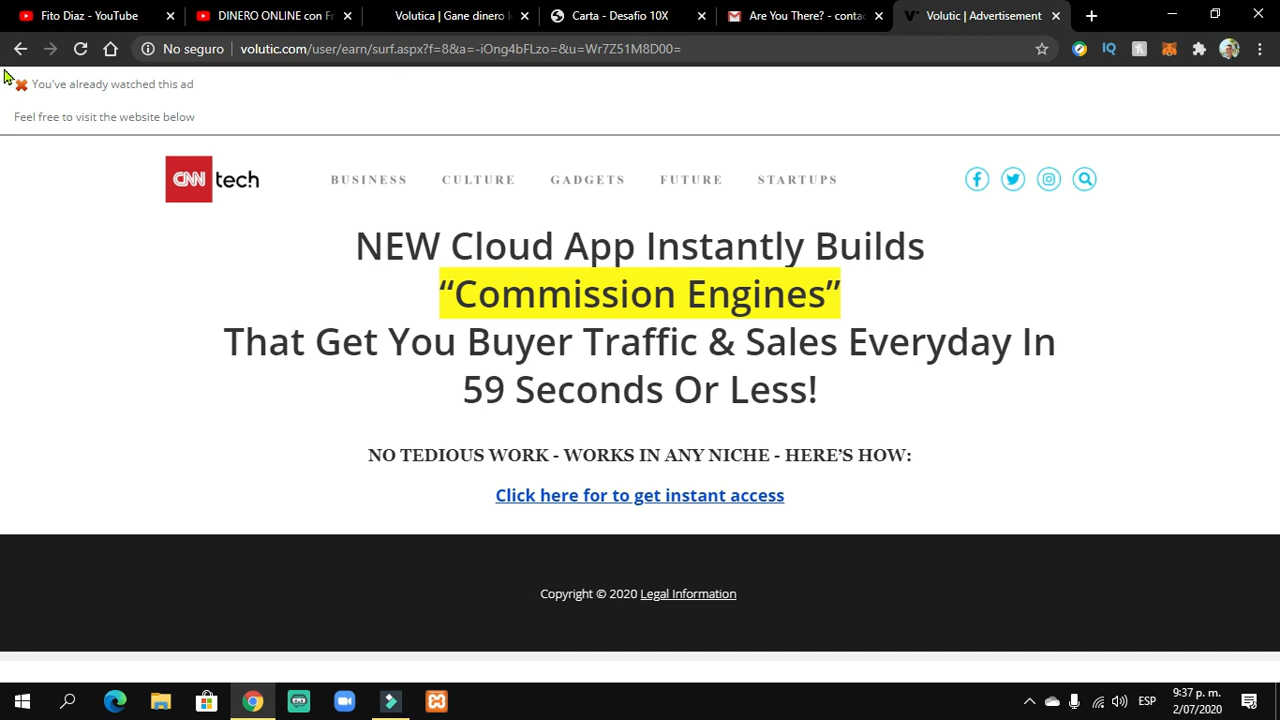 Fito Diaz - YouTube
DINERO ONLINE con Fr
Volutica | Gane dinero
Carta - Desafio 10X
Are You There? - conta
Volutic | Advertisement
No seguro
volutic.com/user/earn/surf.aspx?f=8&a=-iOng4bFLzo=&u=Wr7Z51M8D00=
IQ
You've already watched this ad
Feel free to visit the website below
CNN tech
BUSINESS
CULTURE
GADGETS
FUTURE
STARTUPS
NEW Cloud App Instantly Builds
“Commission Engines”
That Get You Buyer Traffic & Sales Everyday In
59 Seconds Or Less!
NO TEDIOUS WORK - WORKS IN ANY NICHE - HERE’S HOW:
Click here for to get instant access
Copyright © 2020 Legal Information
ESP
9:37 p. m.
2/07/2020